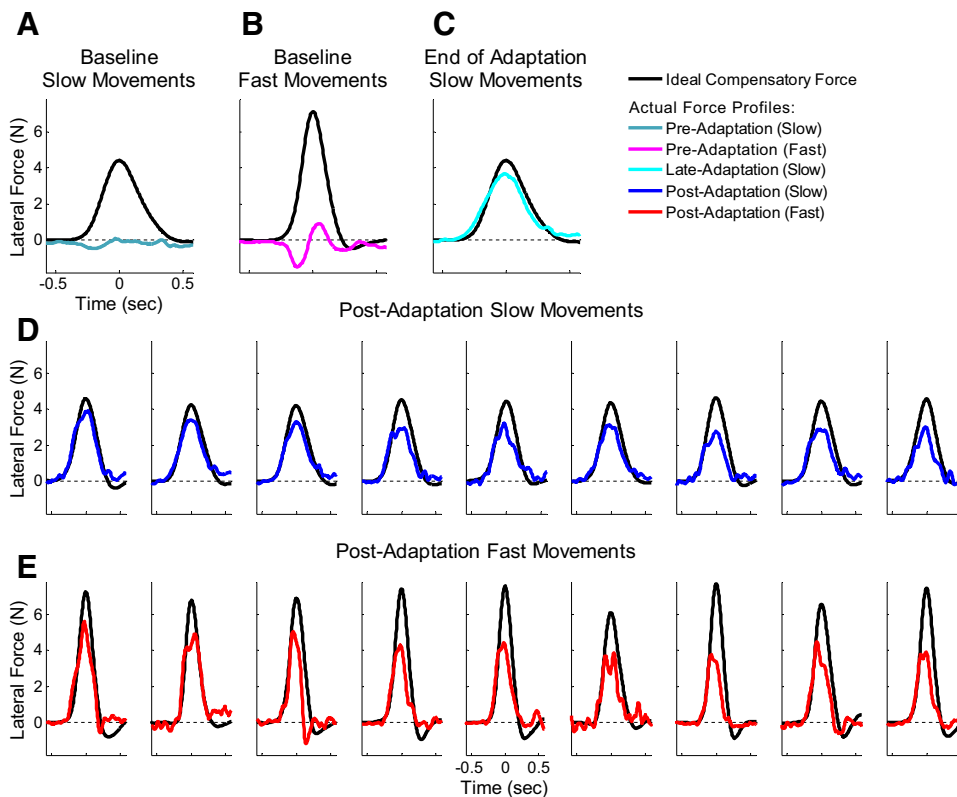 A
B
C
Baseline
Slow Movements
Baseline
Fast Movements
End of Adaptation
Slow Movements
Ideal Compensatory Force
Actual Force Profiles:
Pre-Adaptation (Slow)
Pre-Adaptation (Fast)
Late-Adaptation (Slow)
Post-Adaptation (Slow)
Post-Adaptation (Fast)
Lateral Force (N)
6
4
2
0
-0.5 0 0.5
Time (sec)
D
Post-Adaptation Slow Movements
Lateral Force (N)
6
4
2
0
E
Post-Adaptation Fast Movements
Lateral Force (N)
6
4
2
0
-0.5 0 0.5
Time (sec)